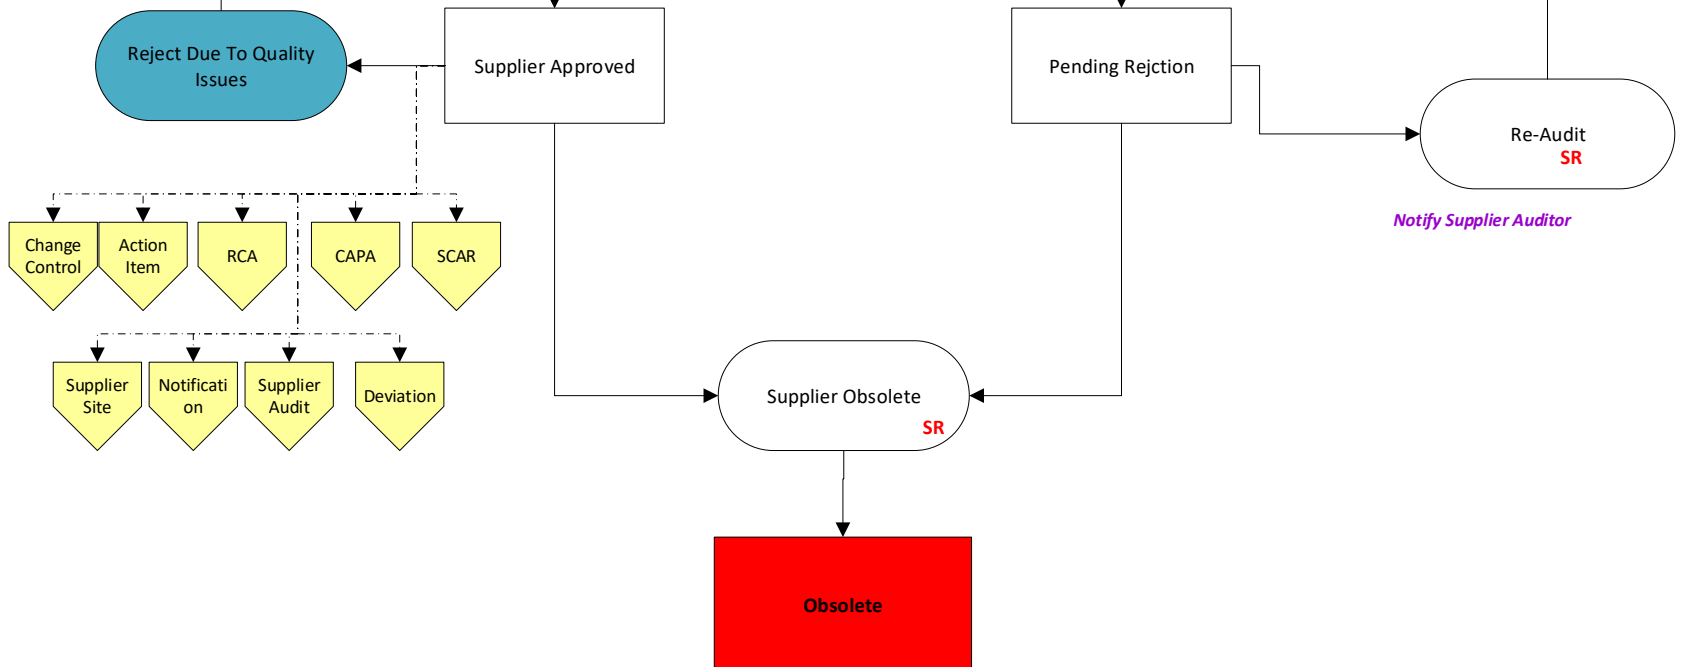 Reject Due To Quality
Issues
Supplier Approved
Pending Rejction
Re-Audit
SR
Notify Supplier Auditor
Change
Control
Action
Item
RCA
CAPA
SCAR
Supplier
Site
Notificati
on
Supplier
Audit
Deviation
Supplier Obsolete
SR
Obsolete